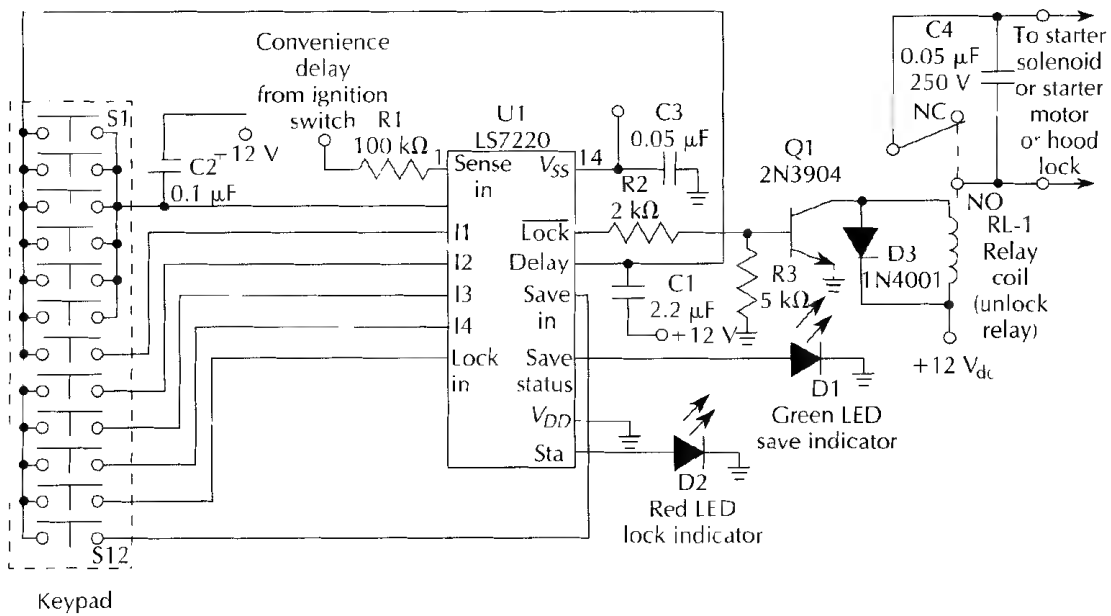 Convenience
delay
from ignition
switch
S1
C2
0.1 µF
+12 V
R1
100 kΩ
1
U1
LS7220
14
Sense
in
I1
I2
I3
I4
Lock
in
VSS
Lock
Delay
Save
in
Save
status
VDD
Sta
C3
0.05 µF
R2
2 kΩ
C1
2.2 µF
+12 V
R3
5 kΩ
Q1
2N3904
D3
1N4001
C4
0.05 µF
250 V
NC
NO
To starter
solenoid
or starter
motor
or hood
lock
RL-1
Relay
coil
(unlock
relay)
+12 Vdc
D1
Green LED
save indicator
D2
Red LED
lock indicator
S12
Keypad